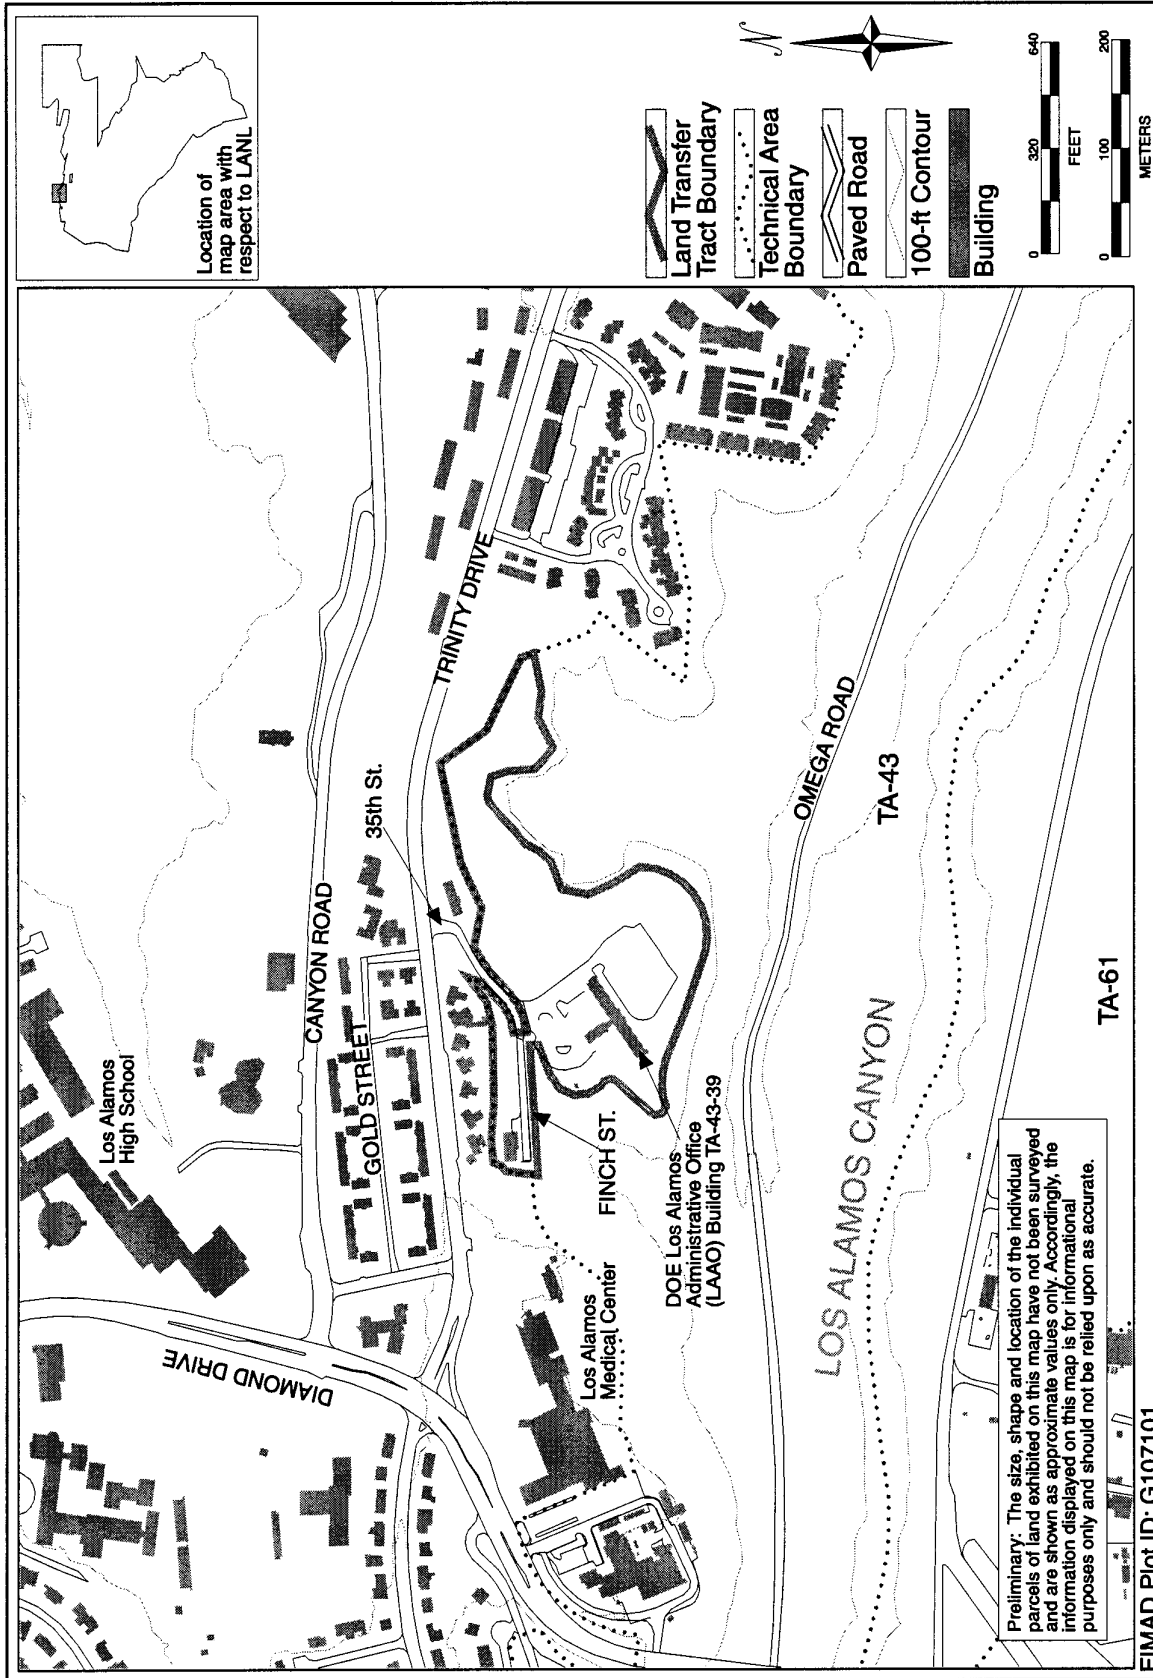 Location of
map area with
respect to LANL
N
Land Transfer
Tract Boundary
Technical Area
Boundary
Paved Road
100-ft Contour
Building
0 320 640
FEET
0 100 200
METERS
Los Alamos
High School
CANYON ROAD
GOLD STREET
DIAMOND DRIVE
TRINITY DRIVE
35th St.
FINCH ST.
Los Alamos
Medical Center
DOE Los Alamos
Administrative Office
(LAAO) Building TA-43-39
OMEGA ROAD
TA-43
LOS ALAMOS CANYON
TA-61
Preliminary: The size, shape and location of the individual
parcels of land exhibited on this map have not been surveyed
and are shown as approximate values only. Accordingly, the
information displayed on this map is for informational
purposes only and should not be relied upon as accurate.
FIMAD Plot ID: G107101